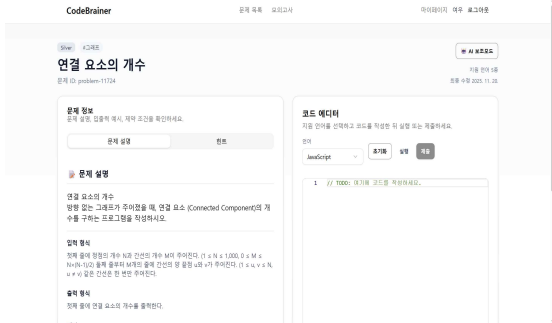 CodeBrainer
문제 목록 모의고사
마이페이지 여우 로그아웃
Silver #그래프
연결 요소의 개수
문제 ID: problem-11724
AI 보조모드
지원 언어 5종
최종 수정 2025. 11. 20.
문제 정보
문제 설명, 입출력 예시, 제약 조건을 확인하세요.
문제 설명 힌트
문제 설명
연결 요소의 개수
방향 없는 그래프가 주어졌을 때, 연결 요소 (Connected Component)의 개
수를 구하는 프로그램을 작성하시오.
입력 형식
첫째 줄에 정점의 개수 N과 간선의 개수 M이 주어진다. (1 ≤ N ≤ 1,000, 0 ≤ M ≤
N×(N-1)/2) 둘째 줄부터 M개의 줄에 간선의 양 끝점 u와 v가 주어진다. (1 ≤ u, v ≤ N,
u ≠ v) 같은 간선은 한 번만 주어진다.
출력 형식
첫째 줄에 연결 요소의 개수를 출력한다.
코드 에디터
지원 언어를 선택하고 코드를 작성한 뒤 실행 또는 제출하세요.
언어
JavaScript 초기화 실행 제출
1 // TODO: 여기에 코드를 작성하세요.